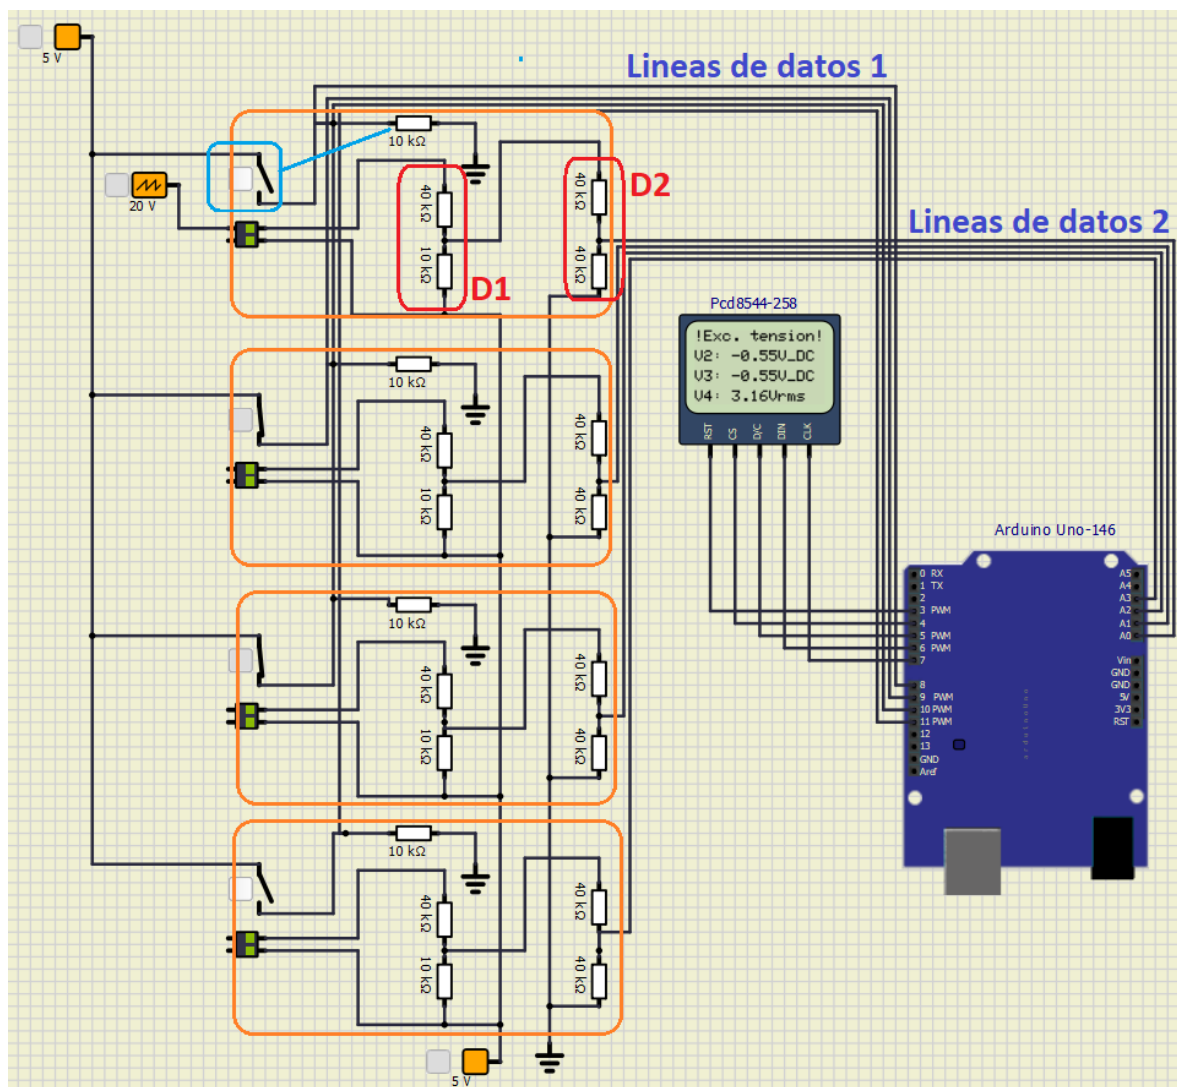 5 V
Lineas de datos 1
10 kΩ
20 V
40 kΩ
10 kΩ
D1
40 kΩ
40 kΩ
D2
Lineas de datos 2
10 kΩ
40 kΩ
10 kΩ
40 kΩ
40 kΩ
Pcd8544-258
!Exc. tension!
V2: -0.55V_DC
V3: -0.55V_DC
V4: 3.16Vrms
RST CS D/C DIN CLK
10 kΩ
40 kΩ
10 kΩ
40 kΩ
40 kΩ
Arduino Uno-146
0 RX
1 TX
2
3 PWM
4
5 PWM
6 PWM
7
8
9 PWM
10 PWM
11 PWM
12
13
GND
Aref
A5
A4
A3
A2
A1
A0
Vin
GND
GND
5V
3V3
RST
arduino
10 kΩ
40 kΩ
10 kΩ
40 kΩ
40 kΩ
5 V